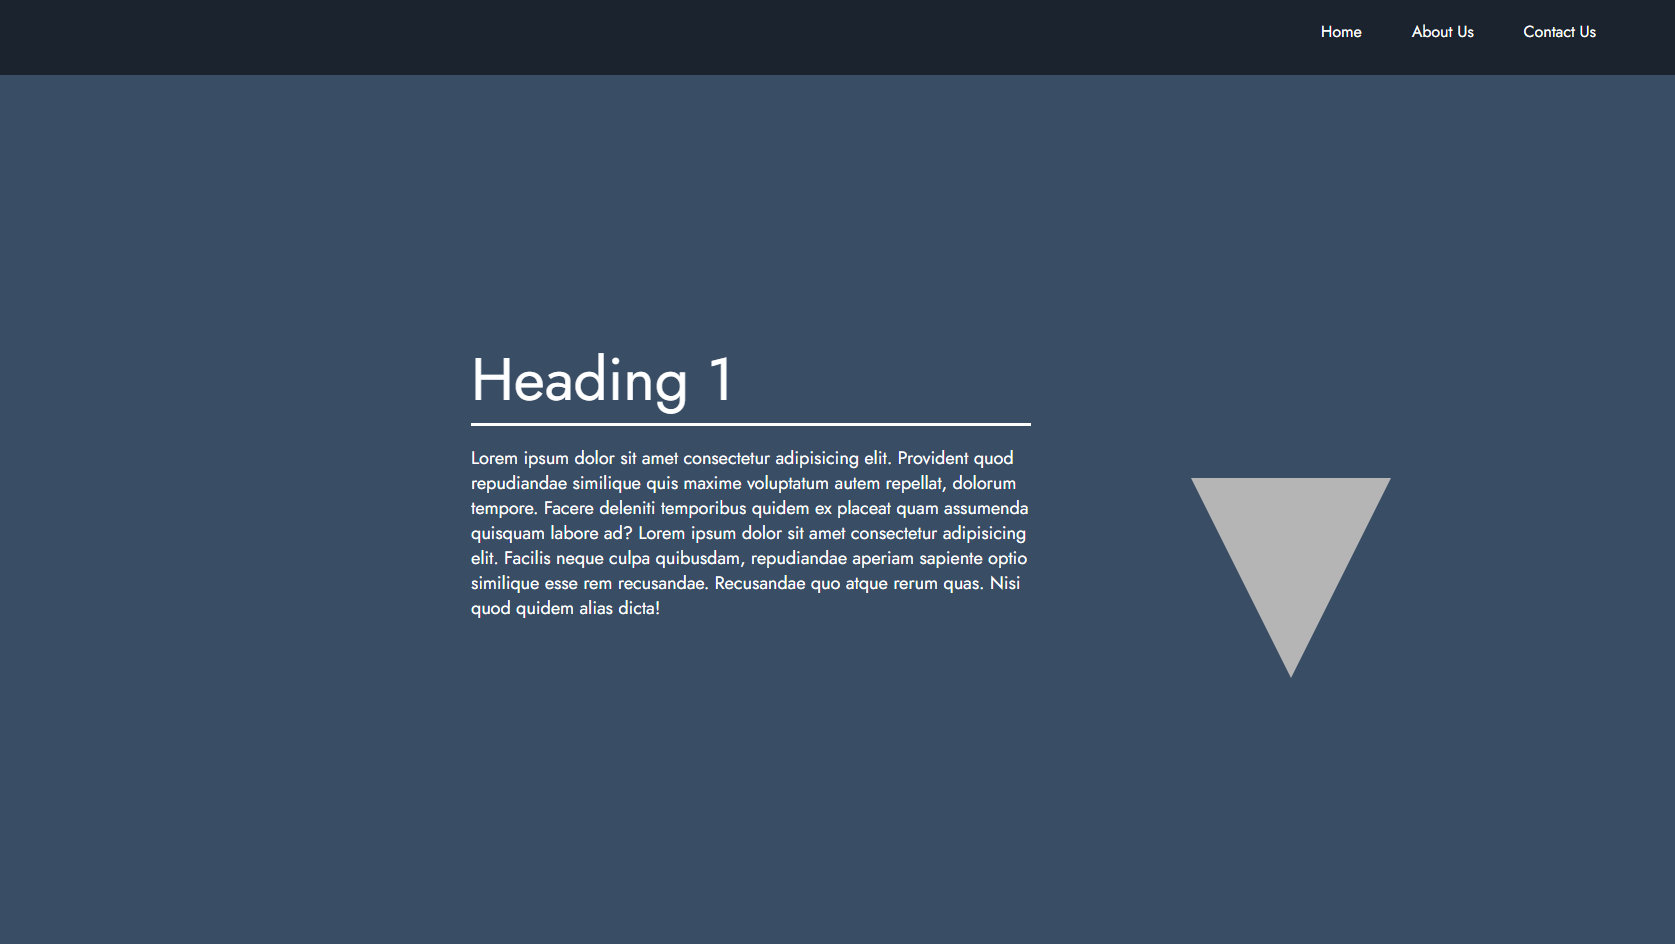 Home About Us Contact Us
Heading 1
Lorem ipsum dolor sit amet consectetur adipisicing elit. Provident quod
repudiandae similique quis maxime voluptatum autem repellat, dolorum
tempore. Facere deleniti temporibus quidem ex placeat quam assumenda
quisquam labore ad? Lorem ipsum dolor sit amet consectetur adipisicing
elit. Facilis neque culpa quibusdam, repudiandae aperiam sapiente optio
similique esse rem recusandae. Recusandae quo atque rerum quas. Nisi
quod quidem alias dicta!